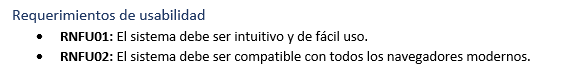 Requerimientos de usabilidad
• RNFU01: El sistema debe ser intuitivo y de fácil uso.
• RNFU02: El sistema debe ser compatible con todos los navegadores modernos.